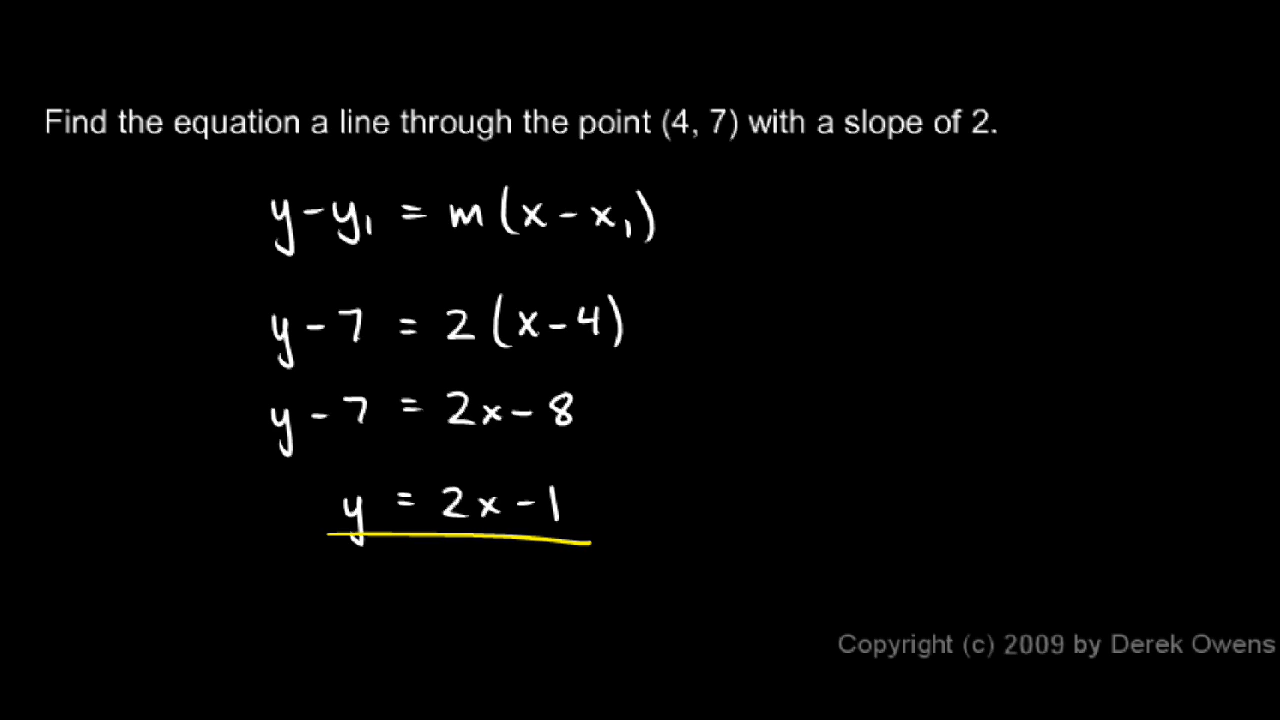 Find the equation a line through the point (4, 7) with a slope of 2.
y - y₁ = m(x - x₁)
y - 7 = 2(x - 4)
y - 7 = 2x - 8
y = 2x - 1
Copyright (c) 2009 by Derek Owens